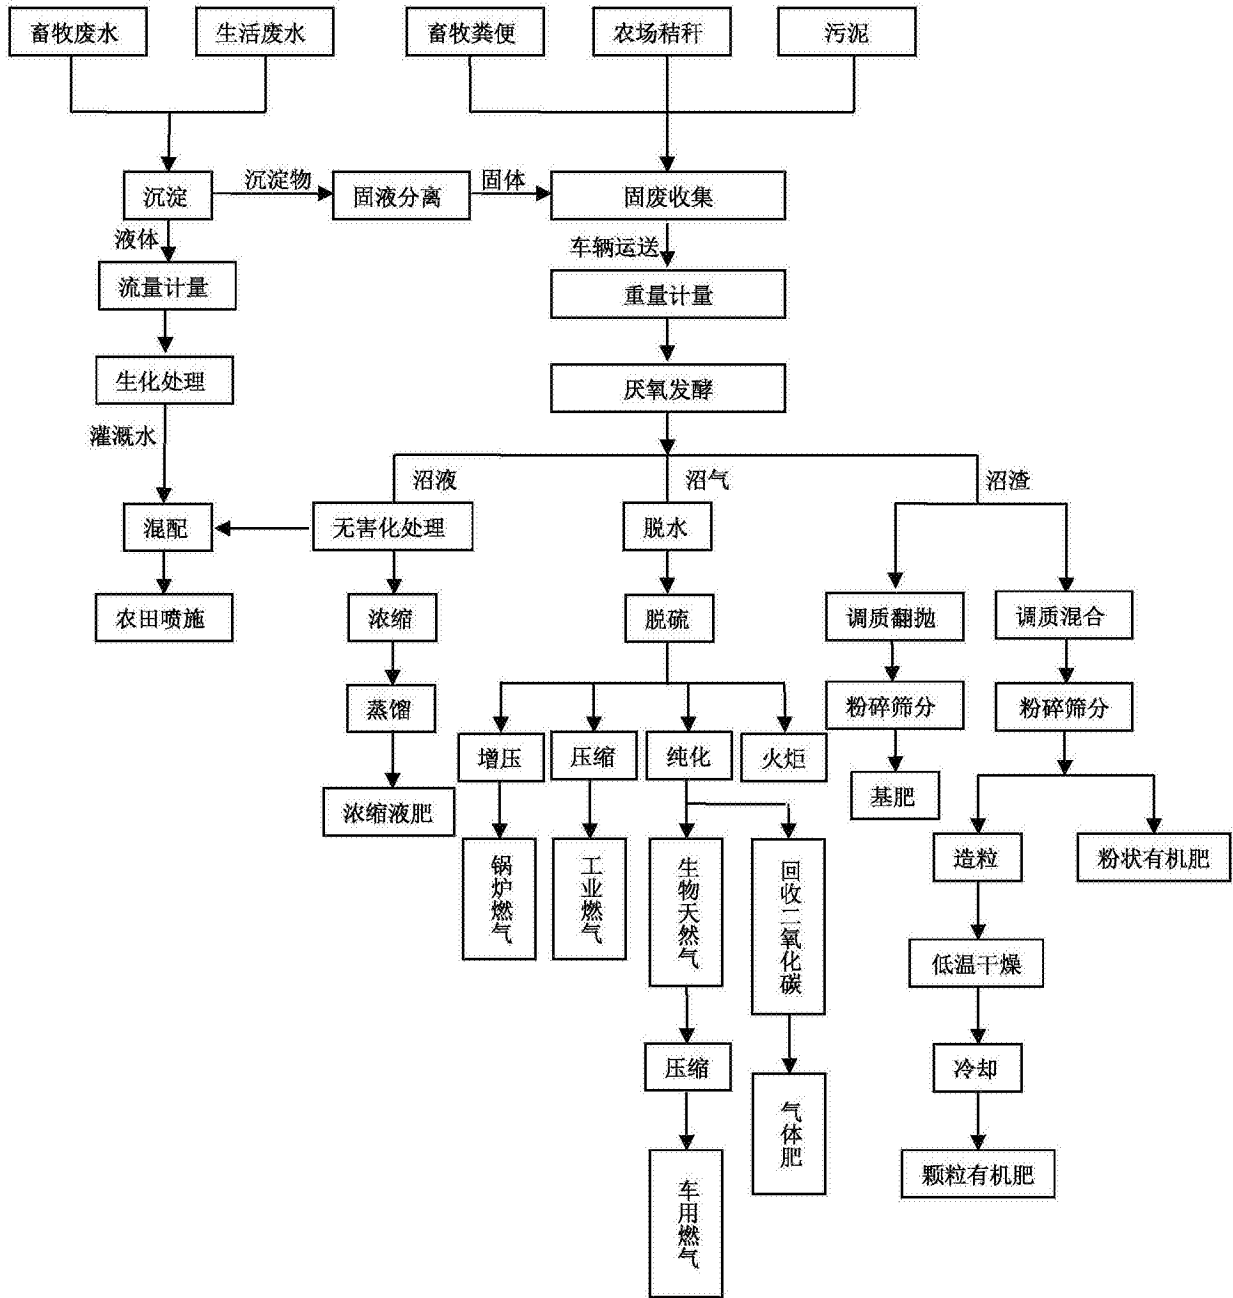 畜牧废水
生活废水
畜牧粪便
农场秸秆
污泥
沉淀
沉淀物
固液分离
固体
固废收集
液体
车辆运送
流量计量
重量计量
生化处理
厌氧发酵
灌溉水
沼液
沼气
沼渣
混配
无害化处理
脱水
农田喷施
浓缩
脱硫
调质翻抛
调质混合
蒸馏
粉碎筛分
粉碎筛分
增压
压缩
纯化
火炬
浓缩液肥
基肥
锅炉燃气
工业燃气
生物天然气
回收二氧化碳
造粒
粉状有机肥
低温干燥
压缩
冷却
气体肥
颗粒有机肥
车用燃气